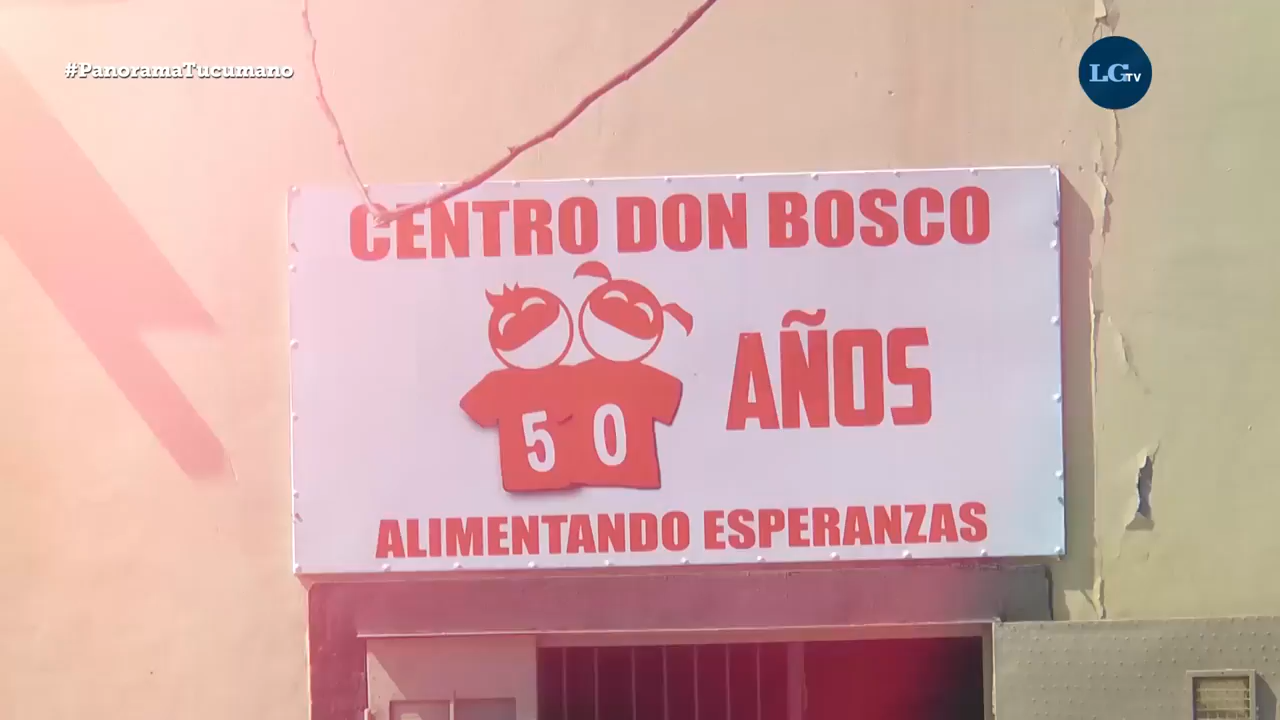 #PanoramaTucumano
LGTV
CENTRO DON BOSCO
50 AÑOS
ALIMENTANDO ESPERANZAS